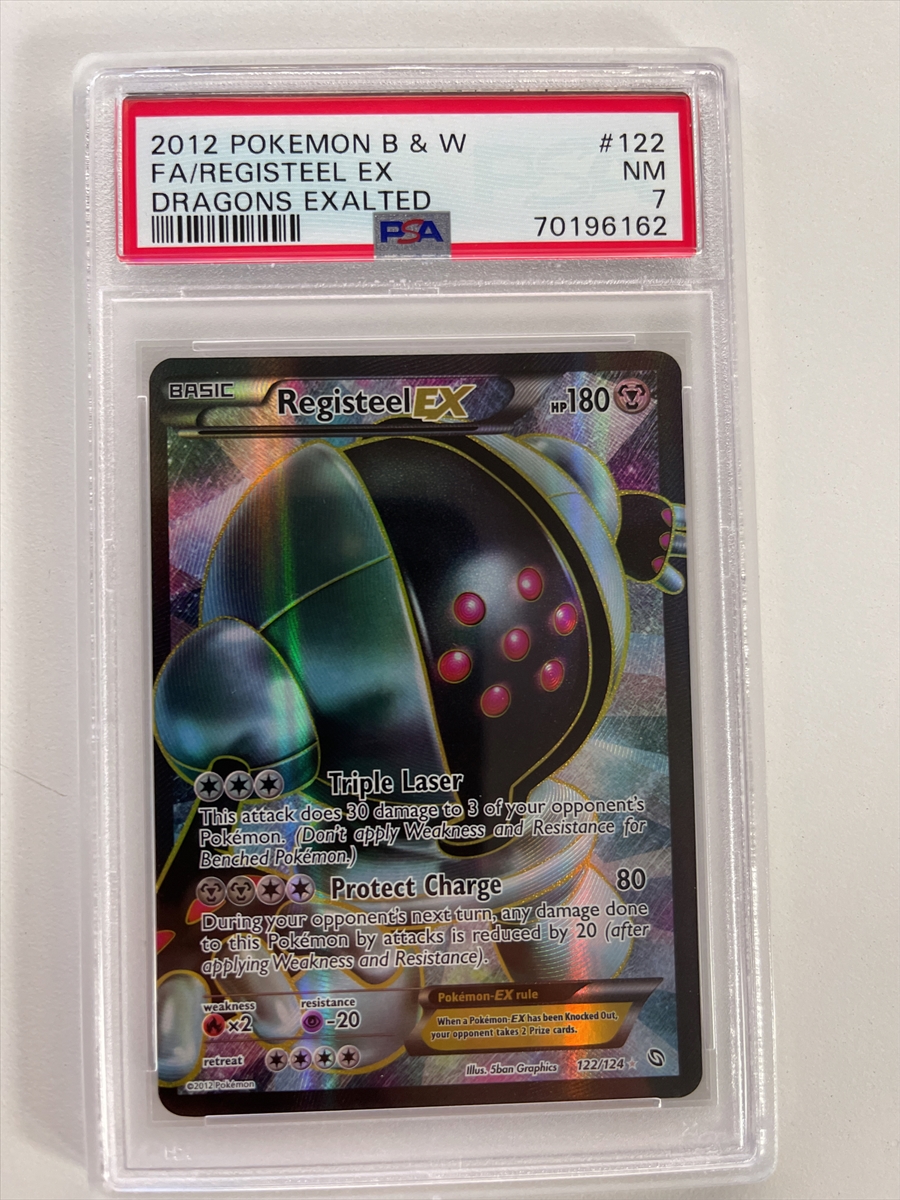 2012 POKEMON B & W #122
FA/REGISTEEL EX NM
DRAGONS EXALTED 7
PSA 70196162
BASIC Registeel EX HP180
Triple Laser
This attack does 30 damage to 3 of your opponent's
Pokémon. (Don't apply Weakness and Resistance for
Benched Pokémon.)
Protect Charge 80
During your opponent's next turn, any damage done
to this Pokémon by attacks is reduced by 20 (after
applying Weakness and Resistance).
weakness resistance
×2 -20
Pokémon-EX rule
When a Pokémon-EX has been Knocked Out,
your opponent takes 2 Prize cards.
retreat
Illus. 5ban Graphics 122/124
©2012 Pokémon